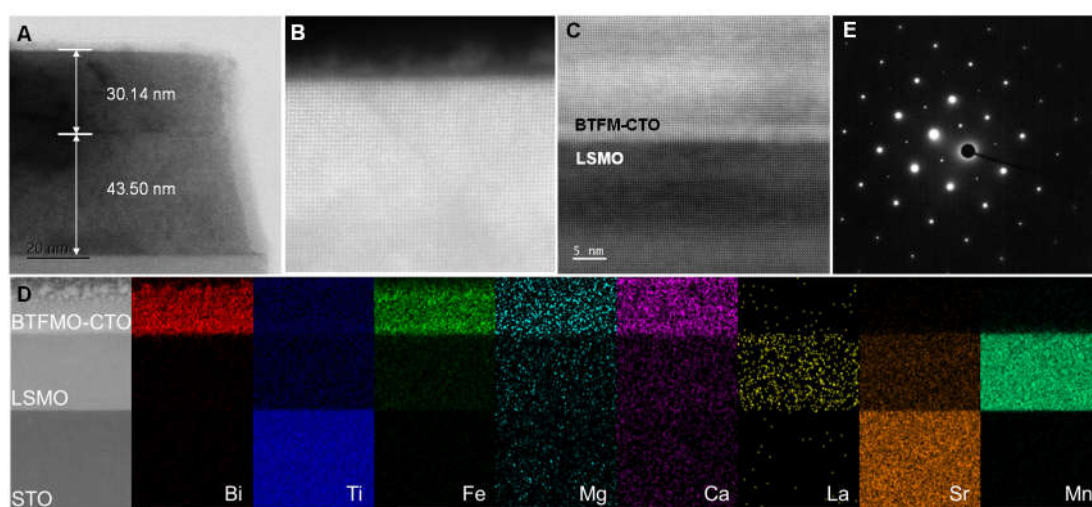 A
30.14 nm
43.50 nm
20 nm
B
C
BTFM-CTO
LSMO
5 nm
E
D
BTFMO-CTO
LSMO
STO
Bi
Ti
Fe
Mg
Ca
La
Sr
Mn